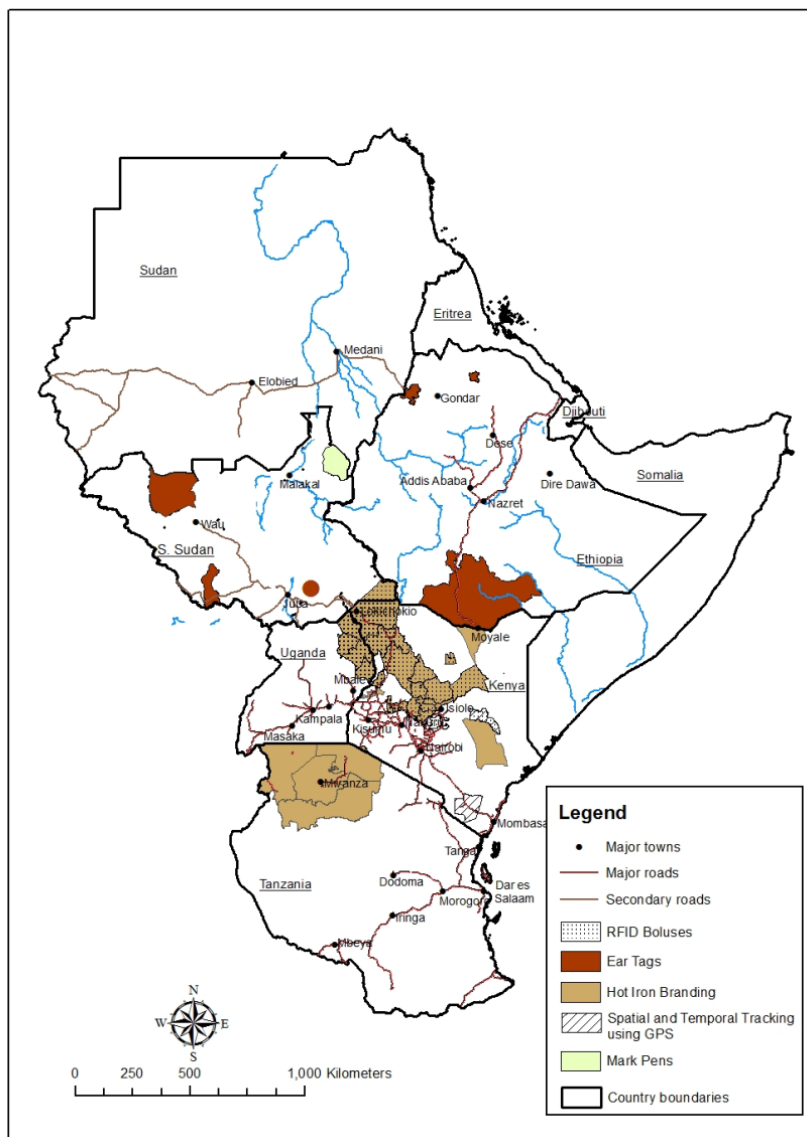 Sudan
Eritrea
Medani
Elobied
Gondar
Djibouti
Dese
Somalia
Malakal
Addis Ababa
Dire Dawa
Nazret
Wau
S. Sudan
Ethiopia
Juba
Lokichokio
Moyale
Uganda
Mbale
Kenya
Isiolo
Kampala
Kisumu
Masaka
Nairobi
Mwanza
Mombasa
Tanga
Tanzania
Dodoma
Dar es
Salaam
Morogoro
Iringa
Mbeya
N
W
E
S
0
250
500
1,000 Kilometers
Legend
Major towns
Major roads
Secondary roads
RFID Boluses
Ear Tags
Hot Iron Branding
Spatial and Temporal Tracking
using GPS
Mark Pens
Country boundaries